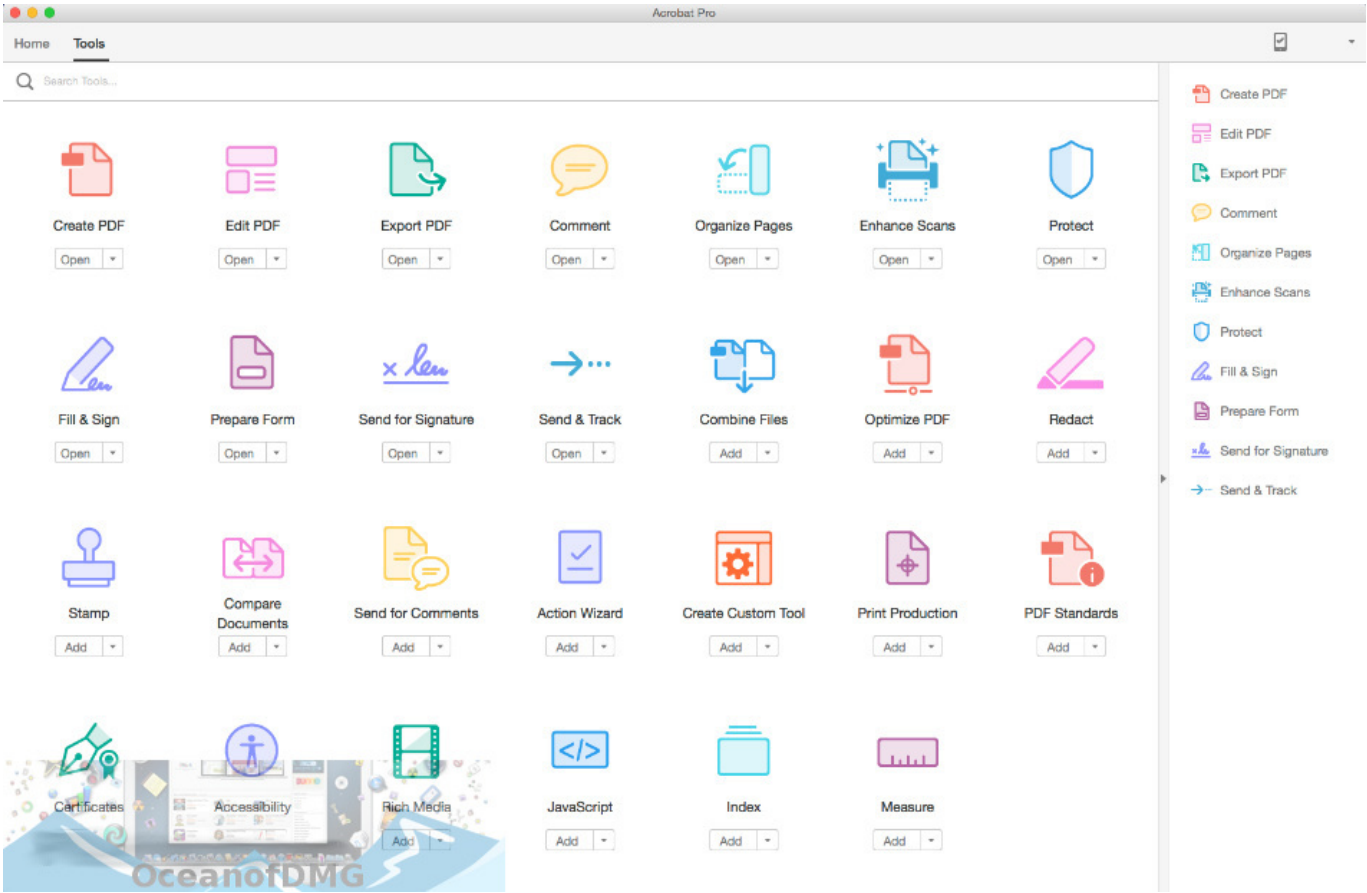 Acrobat Pro
Home Tools
Search Tools...
Create PDF Edit PDF Export PDF Comment Organize Pages Enhance Scans Protect
Open Open Open Open Open Open Open
Fill & Sign Prepare Form Send for Signature Send & Track Combine Files Optimize PDF Redact
Open Open Open Open Add Add Add
Stamp Compare Documents Send for Comments Action Wizard Create Custom Tool Print Production PDF Standards
Add Add Add Add Add Add Add
Certificates Accessibility Rich Media JavaScript Index Measure
Add Add Add Add
OceanofDMG
Create PDF
Edit PDF
Export PDF
Comment
Organize Pages
Enhance Scans
Protect
Fill & Sign
Prepare Form
Send for Signature
Send & Track